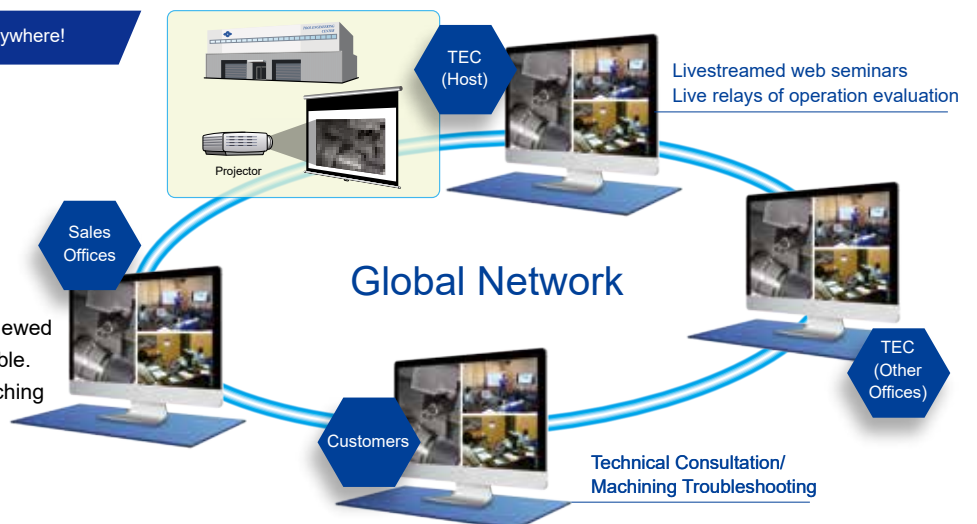 ywhere!
TEC
(Host)
Livestreamed web seminars
Live relays of operation evaluation
Projector
Sales
Offices
Global Network
ewed
ble.
ching
TEC
(Other
Offices)
Customers
Technical Consultation/
Machining Troubleshooting